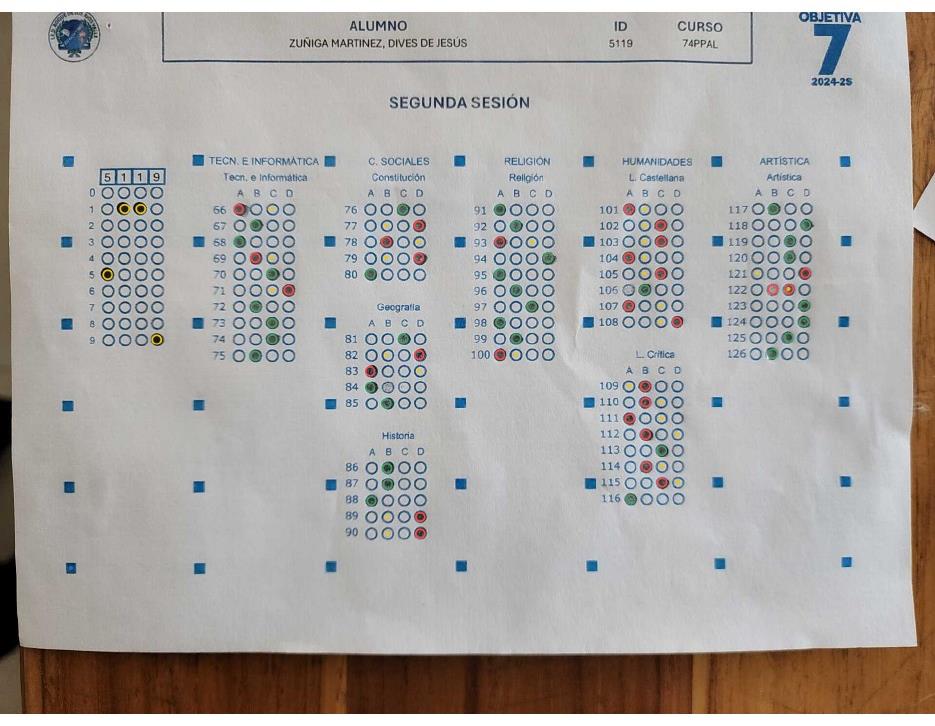 ALUMNO ID CURSO
ZUÑIGA MARTINEZ, DIVES DE JESÚS 5119 74PPAL
OBJETIVA
7
2024-2S
SEGUNDA SESIÓN
5 1 1 9
0
1
2
3
4
5
6
7
8
9
TECN. E INFORMÁTICA
Tecn. e Informática
A B C D
66
67
68
69
70
71
72
73
74
75
C. SOCIALES
Constitución
A B C D
76
77
78
79
80
Geografía
A B C D
81
82
83
84
85
Historia
A B C D
86
87
88
89
90
RELIGIÓN
Religión
A B C D
91
92
93
94
95
96
97
98
99
100
HUMANIDADES
L. Castellana
A B C D
101
102
103
104
105
106
107
108
L. Crítica
A B C D
109
110
111
112
113
114
115
116
ARTÍSTICA
Artística
A B C D
117
118
119
120
121
122
123
124
125
126